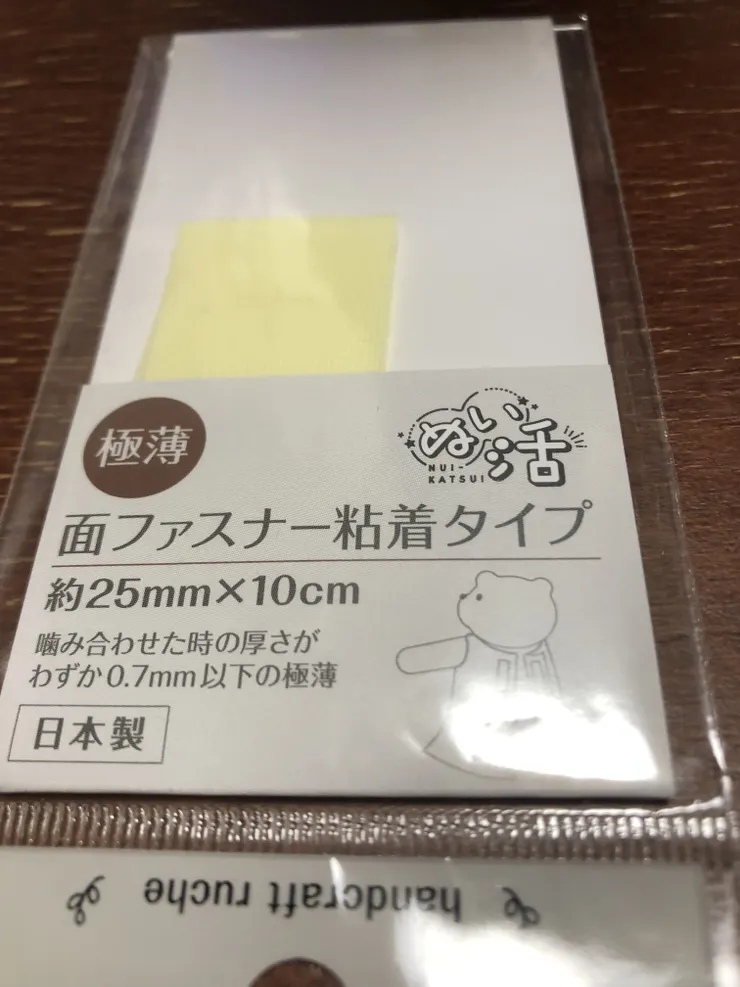 極薄
ぬい活
NUI-
KATSUI
面ファスナー粘着タイプ
約25mm×10cm
噛み合わせた時の厚さが
わずか0.7mm以下の極薄
日本製
handcraft ruche